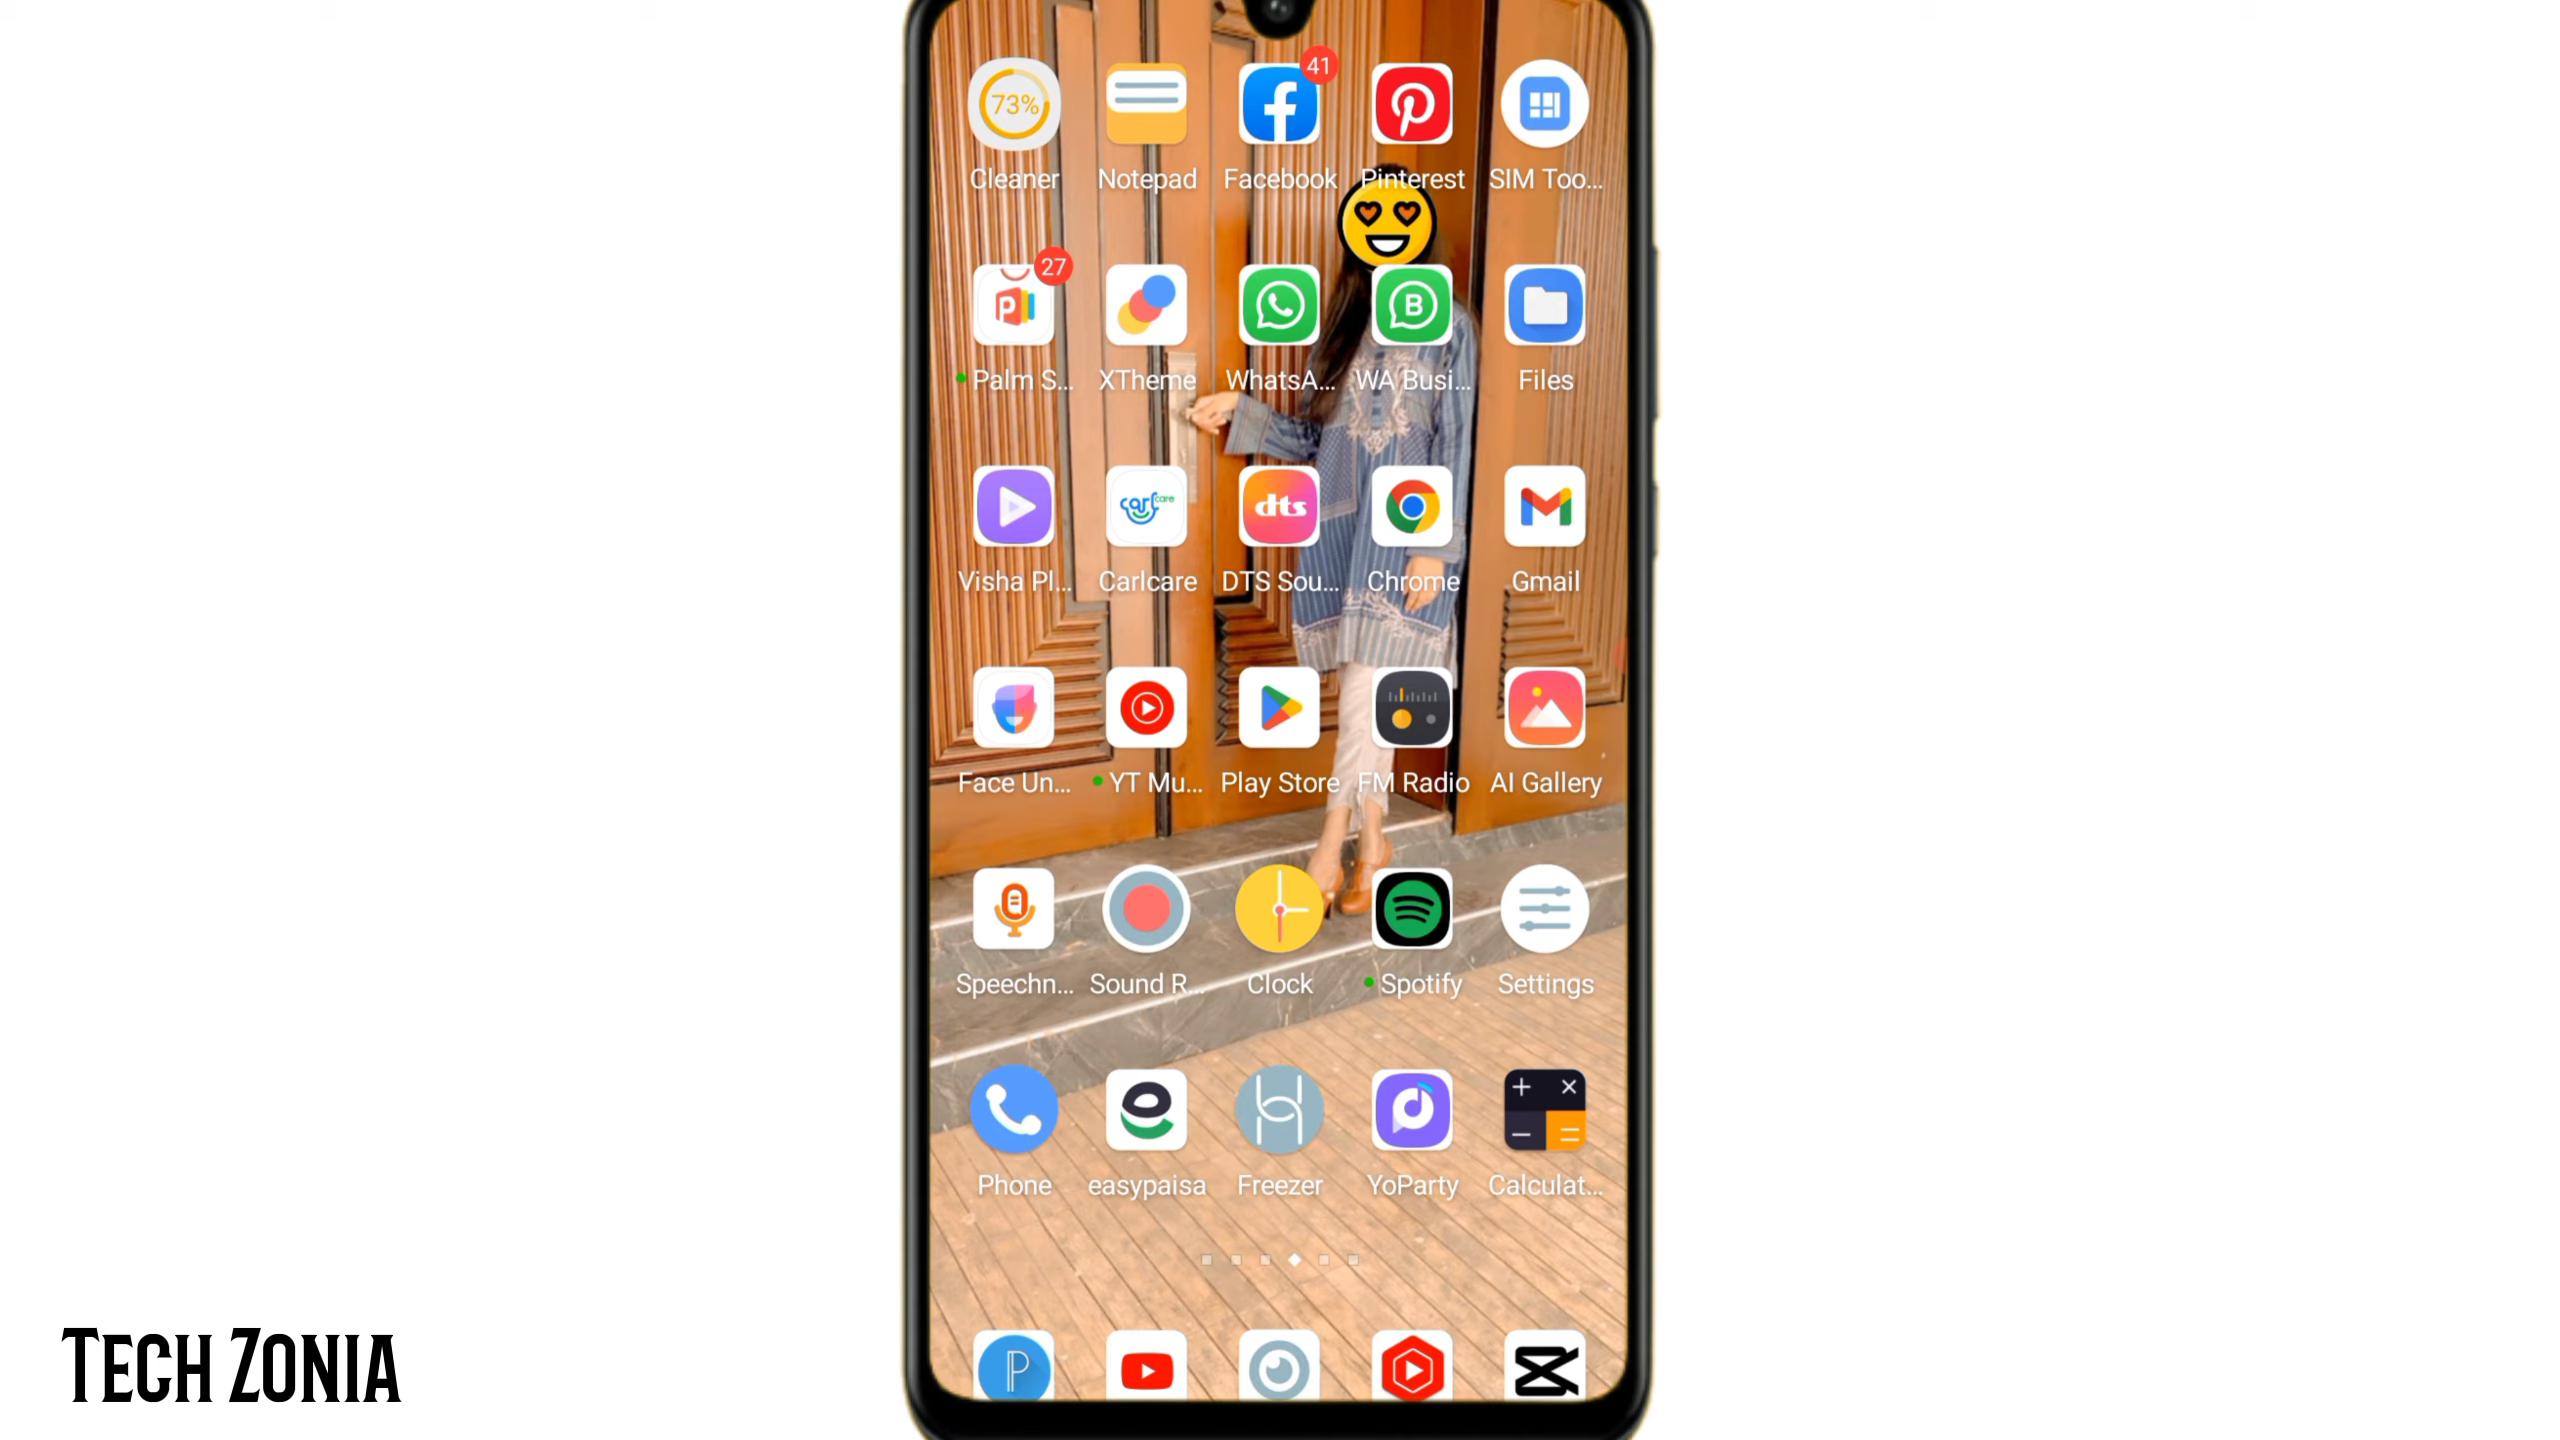 41
73%
Cleaner Notepad Facebook Pinterest SIM Too...
27
P
B
Palm S... XTheme WhatsA... WA Busi... Files
carlcare
dts
Visha Pl... Carlcare DTS Sou... Chrome Gmail
Face Un... YT Mu... Play Store FM Radio AI Gallery
Speechn... Sound R... Clock Spotify Settings
Phone easypaisa Freezer YoParty Calculat...
P
TECH ZONIA